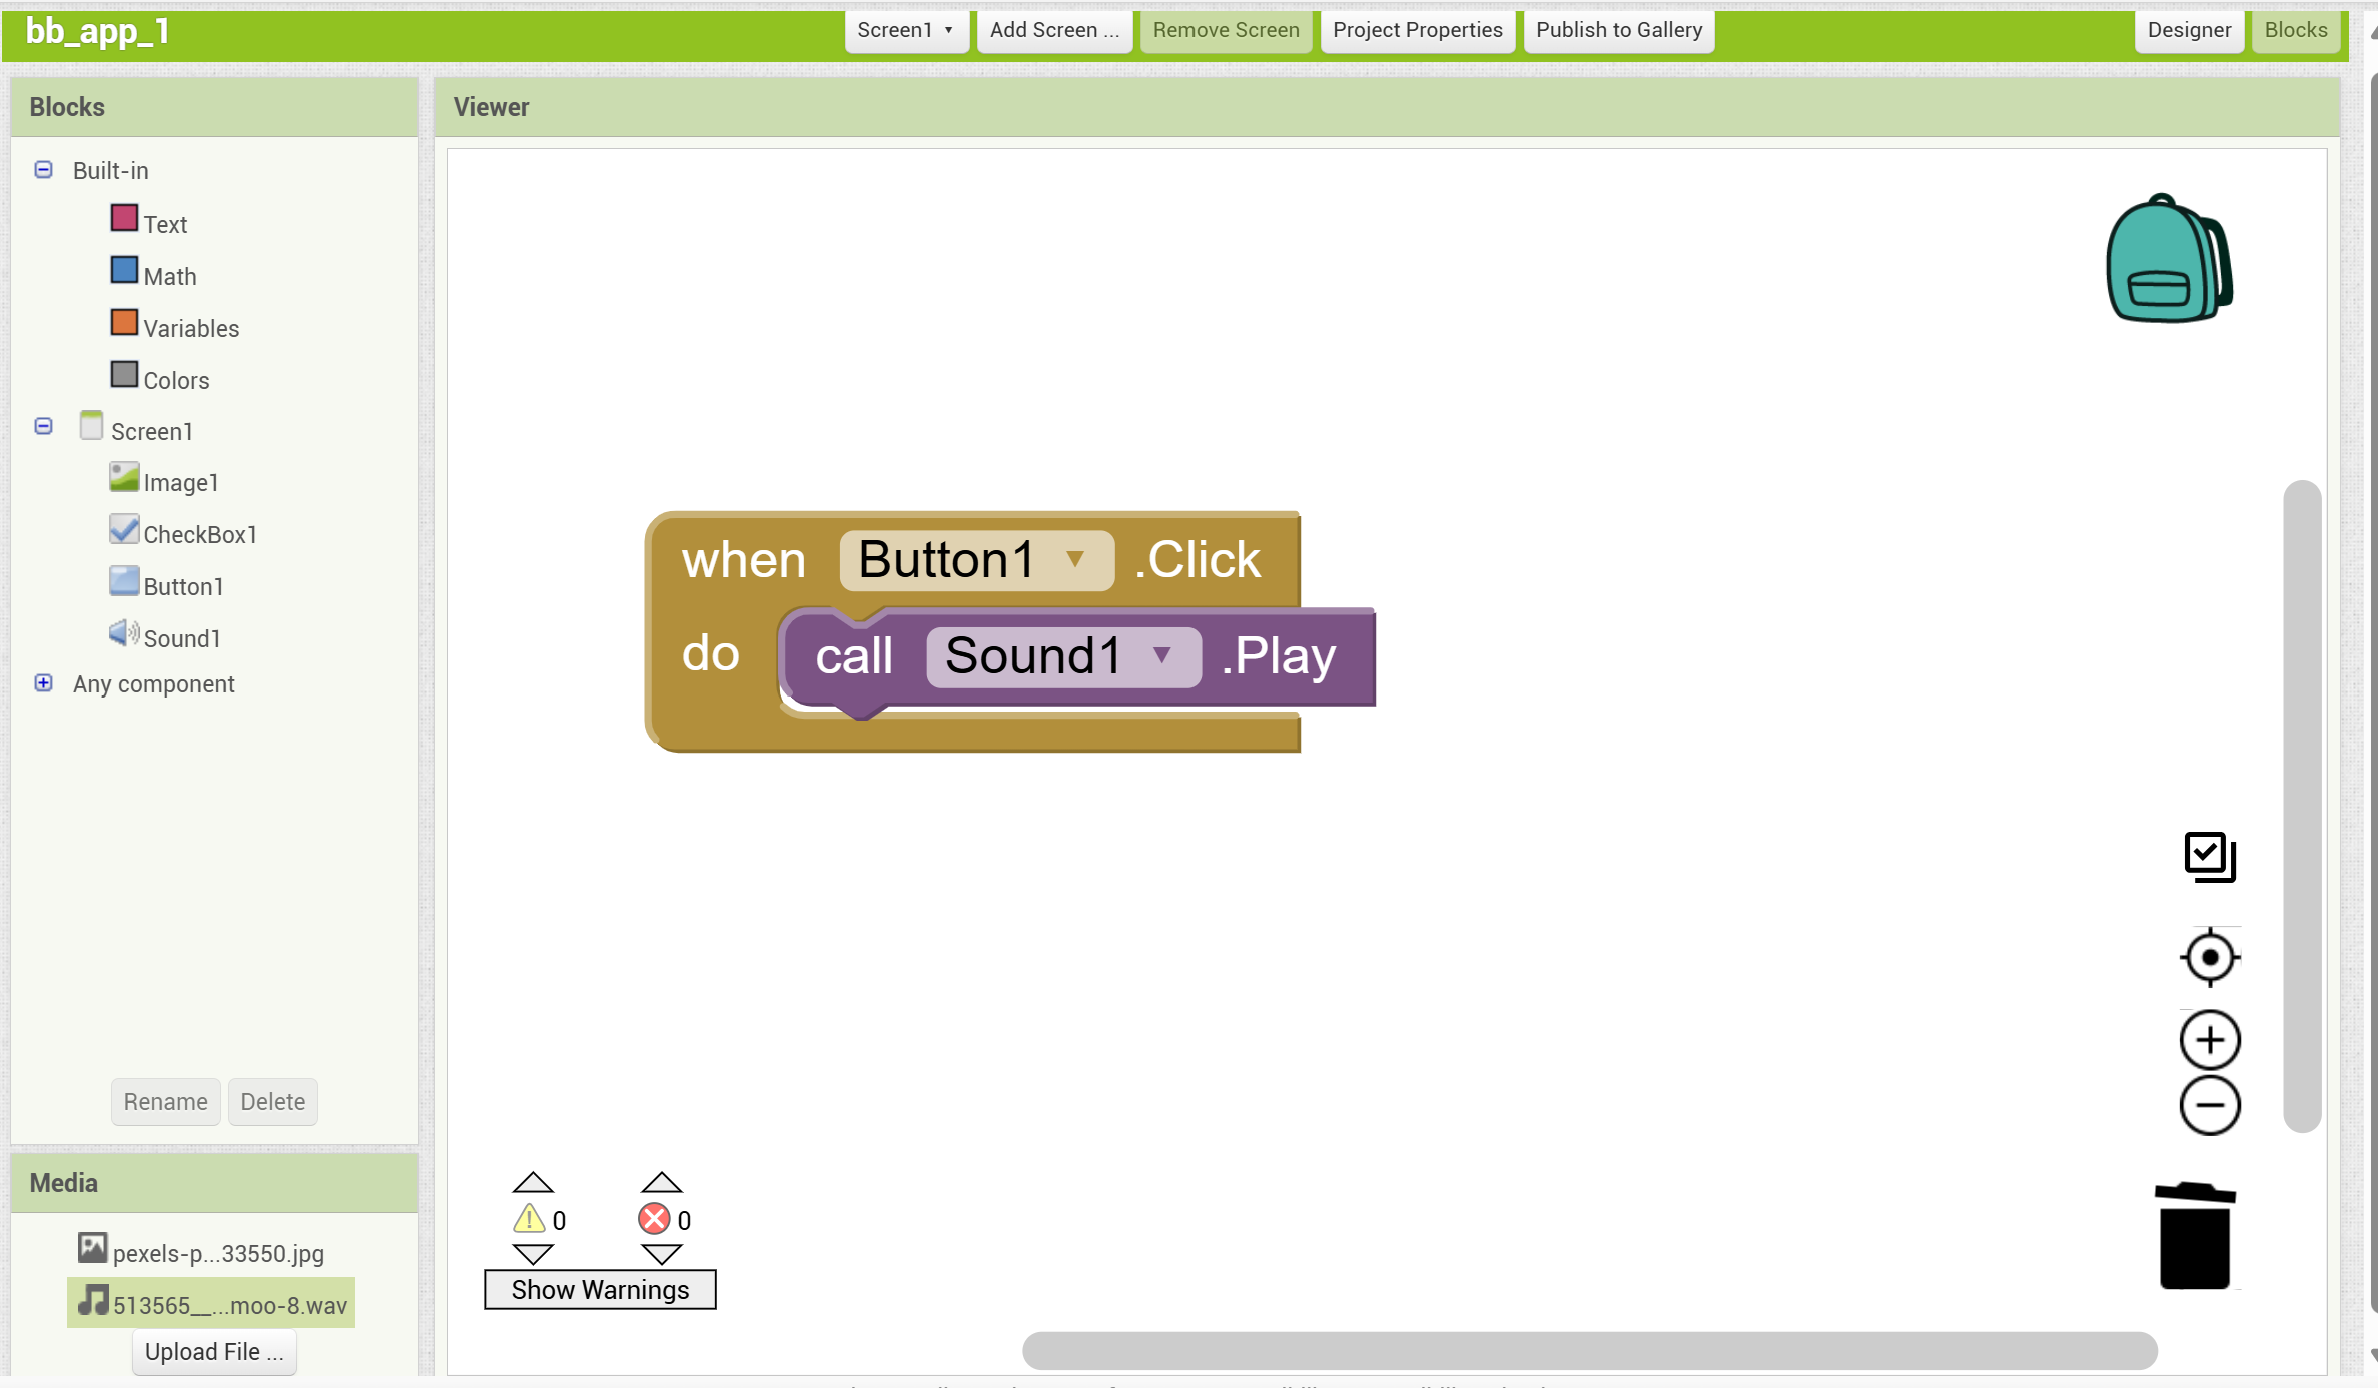 bb_app_1
Screen1 ▾
Add Screen ...
Remove Screen
Project Properties
Publish to Gallery
Designer
Blocks
Blocks
Built-in
Text
Math
Variables
Colors
Screen1
Image1
CheckBox1
Button1
Sound1
Any component
Rename
Delete
Media
pexels-p...33550.jpg
513565__...moo-8.wav
Upload File ...
Viewer
when Button1 ▾ .Click
do call Sound1 ▾ .Play
0 0
Show Warnings